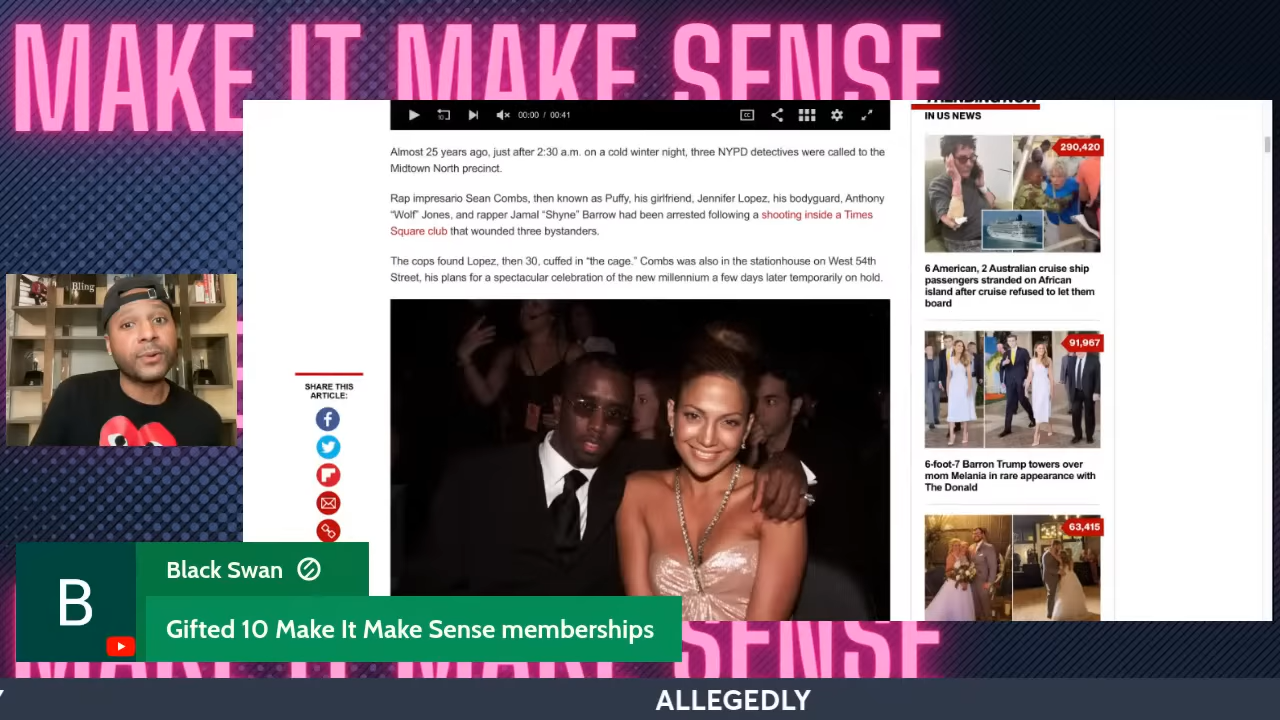 MAKE IT MAKE SENSE
00:00 / 00:41
CC
TRENDING NOW
IN US NEWS
Almost 25 years ago, just after 2:30 a.m. on a cold winter night, three NYPD detectives were called to the
Midtown North precinct.
Rap impresario Sean Combs, then known as Puffy, his girlfriend, Jennifer Lopez, his bodyguard, Anthony
“Wolf” Jones, and rapper Jamal “Shyne” Barrow had been arrested following a shooting inside a Times
Square club that wounded three bystanders.
The cops found Lopez, then 30, cuffed in “the cage.” Combs was also in the stationhouse on West 54th
Street, his plans for a spectacular celebration of the new millennium a few days later temporarily on hold.
290,420
6 American, 2 Australian cruise ship
passengers stranded on African
island after cruise refused to let them
board
91,967
6-foot-7 Barron Trump towers over
mom Melania in rare appearance with
The Donald
63,415
Bling
SHARE THIS
ARTICLE:
B
Black Swan
Gifted 10 Make It Make Sense memberships
MAKE IT MAKE SENSE
Y
ALLEGEDLY